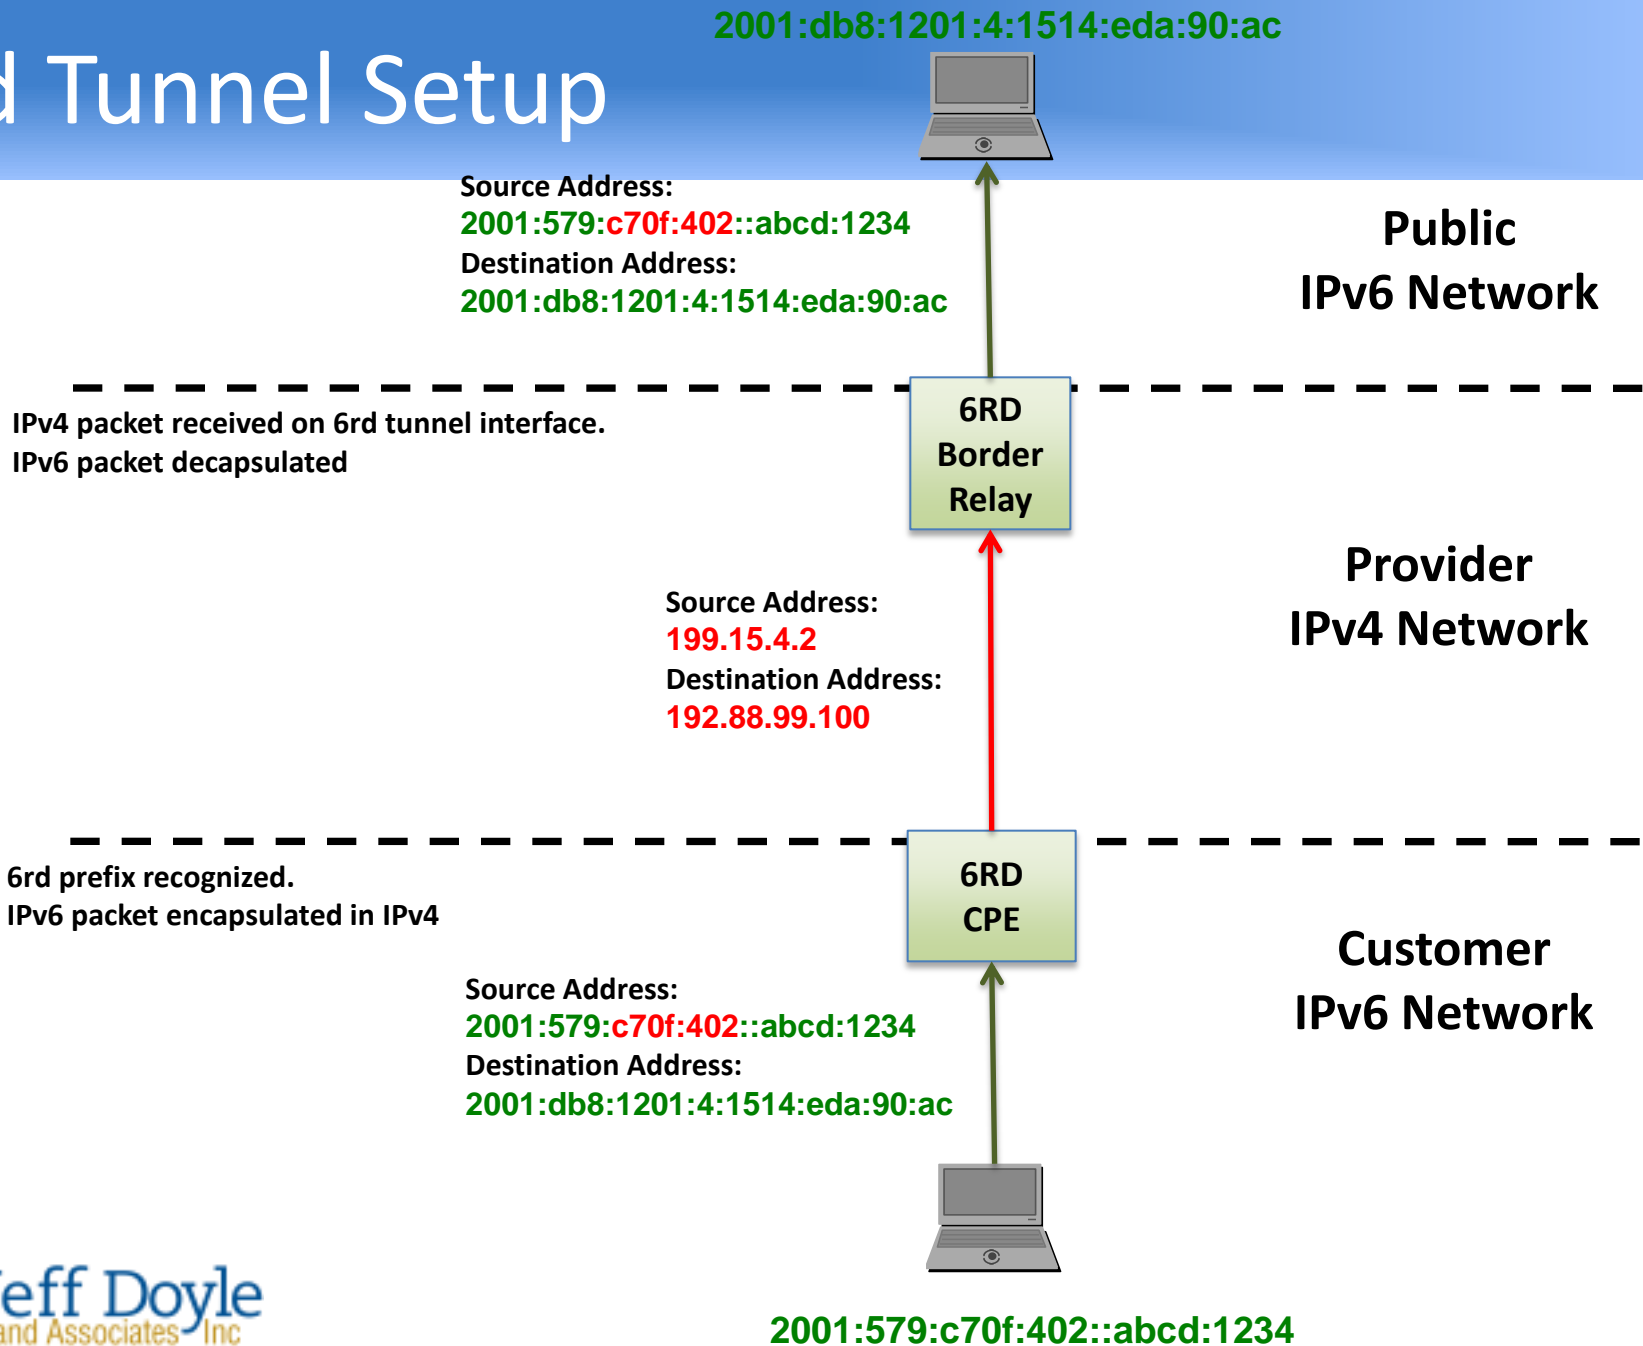 2001:db8:1201:4:1514:eda:90:ac
d Tunnel Setup
Source Address:
2001:579:c70f:402::abcd:1234
Destination Address:
2001:db8:1201:4:1514:eda:90:ac
Public
IPv6 Network
IPv4 packet received on 6rd tunnel interface.
IPv6 packet decapsulated
6RD
Border
Relay
Provider
IPv4 Network
Source Address:
199.15.4.2
Destination Address:
192.88.99.100
6rd prefix recognized.
IPv6 packet encapsulated in IPv4
6RD
CPE
Customer
IPv6 Network
Source Address:
2001:579:c70f:402::abcd:1234
Destination Address:
2001:db8:1201:4:1514:eda:90:ac
eff Doyle
and Associates Inc
2001:579:c70f:402::abcd:1234